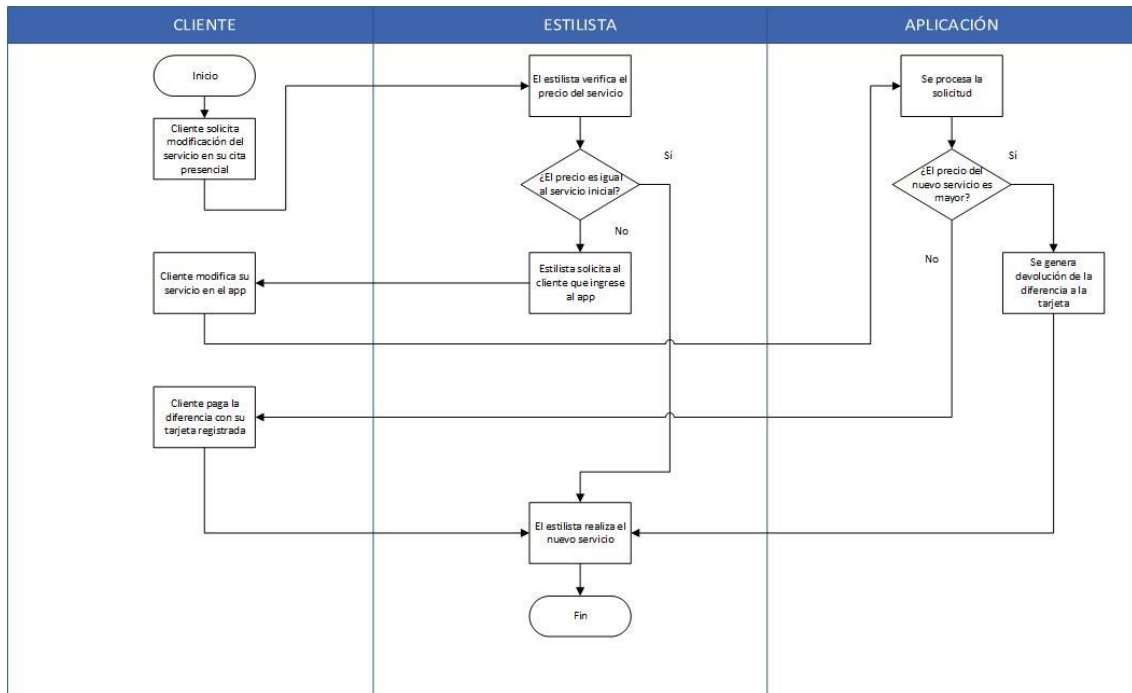 CLIENTE
ESTILISTA
APLICACIÓN
Inicio
Cliente solicita
modificación del
servicio en su cita
presencial
El estilista verifica el
precio del servicio
¿El precio es igual
al servicio inicial?
Sí
No
Estilista solicita al
cliente que ingrese
al app
Cliente modifica su
servicio en el app
Se procesa la
solicitud
¿El precio del
nuevo servicio es
mayor?
Sí
No
Se genera
devolución de la
diferencia a la
tarjeta
Cliente paga la
diferencia con su
tarjeta registrada
El estilista realiza el
nuevo servicio
Fin